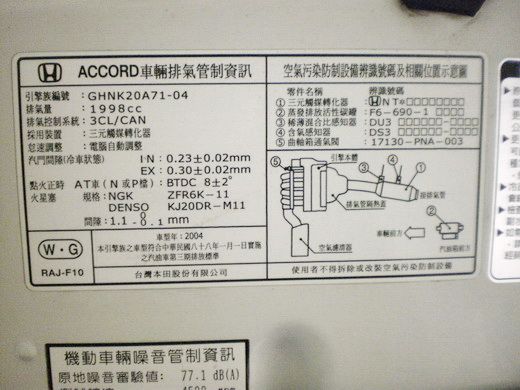 ACCORD車輛排氣管制資訊
引擎族編號 : GHNK20A71-04
排氣量 : 1998cc
排氣控制系統 : 3CL/CAN
採用裝置 : 三元觸媒轉化器
怠速調整 : 電腦自動調整
汽門間隙(冷車狀態) IN : 0.23±0.02mm
EX : 0.30±0.02mm
點火正時 AT車 (N或P檔) : BTDC 8±2°
火星塞 規格 : NGK ZFR6K-11
DENSO KJ20DR-M11
間隙 : 1.1 -0 -0.1 mm
W·G
RAJ-F10
車型年 : 2004
本引擎族之車型符合中華民國八十八年一月一日實施
之汽油車第三期排放標準
台灣本田股份有限公司
空氣污染防制設備辨識號碼及相關位置示意圖
零件名稱 辨識號碼
① 三元觸媒轉化器 : NT*□□□□□□□□
② 蒸發排放活性碳罐 : F6-690-1 □□□
③ 稀薄混合比感知器 : DU3 □□□□□□□
④ 含氧感知器 : DS3 □□□□□□□
⑤ 曲軸箱通氣閥 : 17130-PNA-003
⑤ 引擎本體 ③ ④ ①
接排氣管
排氣管隔熱蓋
②
空氣濾清器
車輛前方
汽油箱前方
使用者不得拆除或改裝空氣污染防制設備
機動車輛噪音管制資訊
原地噪音審驗值: 77.1 dB(A)